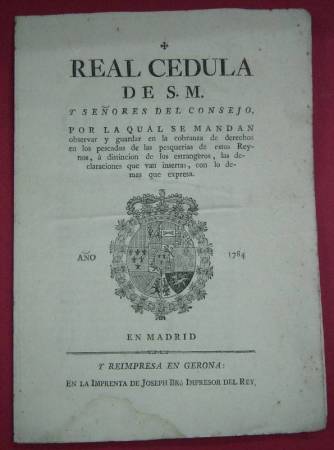 REAL CEDULA
DE S. M.
Y SEÑORES DEL CONSEJO,
POR LA QUAL SE MANDAN
observar y guardar en la cobranza de derechos
en los pescados de las pesquerias de estos Rey-
nos, à distincion de los estrangeros, las de-
claraciones que van insertas, con lo de-
mas que expresa.
AÑO 1784
EN MADRID
Y REIMPRESA EN GERONA:
EN LA IMPRENTA DE JOSEPH BRÓ IMPRESOR DEL REY.